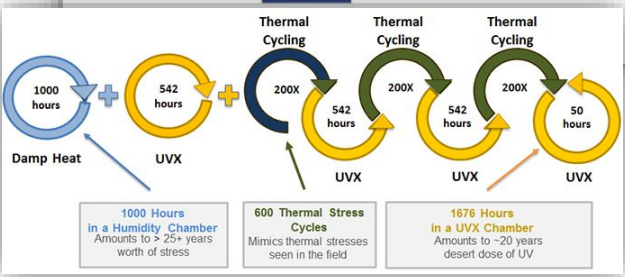 Thermal
Cycling
Thermal
Cycling
Thermal
Cycling
1000
hours
+
542
hours
+
200X
542
hours
200X
542
hours
200X
50
hours
Damp Heat
UVX
UVX
UVX
UVX
1000 Hours
in a Humidity Chamber
Amounts to > 25+ years
worth of stress
600 Thermal Stress
Cycles
Mimics thermal stresses
seen in the field
1676 Hours
in a UVX Chamber
Amounts to ~20 years
desert dose of UV